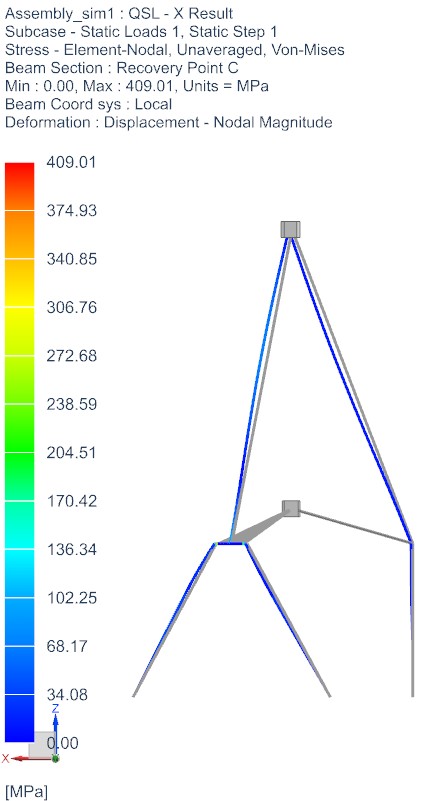 Assembly_sim1 : QSL - X Result
Subcase - Static Loads 1, Static Step 1
Stress - Element-Nodal, Unaveraged, Von-Mises
Beam Section : Recovery Point C
Min : 0.00, Max : 409.01, Units = MPa
Beam Coord sys : Local
Deformation : Displacement - Nodal Magnitude
409.01
374.93
340.85
306.76
272.68
238.59
204.51
170.42
136.34
102.25
68.17
34.08
Z
0.00
X
[MPa]